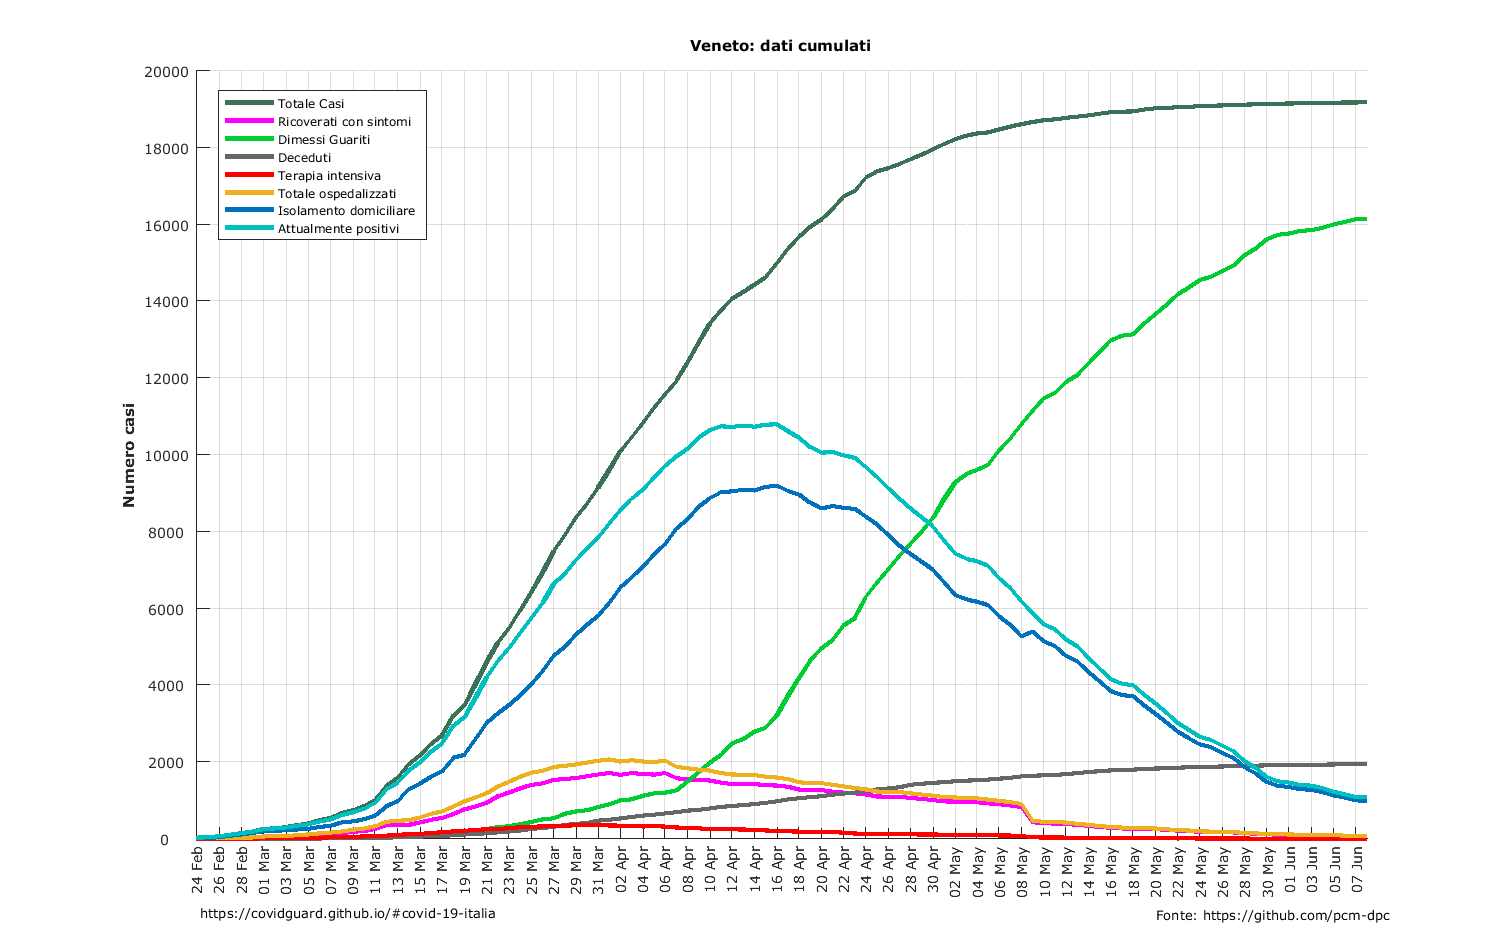 Veneto: dati cumulati
Numero casi
20000
18000
16000
14000
12000
10000
8000
6000
4000
2000
0
Totale Casi
Ricoverati con sintomi
Dimessi Guariti
Deceduti
Terapia intensiva
Totale ospedalizzati
Isolamento domiciliare
Attualmente positivi
24 Feb
26 Feb
28 Feb
01 Mar
03 Mar
05 Mar
07 Mar
09 Mar
11 Mar
13 Mar
15 Mar
17 Mar
19 Mar
21 Mar
23 Mar
25 Mar
27 Mar
29 Mar
31 Mar
02 Apr
04 Apr
06 Apr
08 Apr
10 Apr
12 Apr
14 Apr
16 Apr
18 Apr
20 Apr
22 Apr
24 Apr
26 Apr
28 Apr
30 Apr
02 May
04 May
06 May
08 May
10 May
12 May
14 May
16 May
18 May
20 May
22 May
24 May
26 May
28 May
30 May
01 Jun
03 Jun
05 Jun
07 Jun
https://covidguard.github.io/#covid-19-italia
Fonte: https://github.com/pcm-dpc